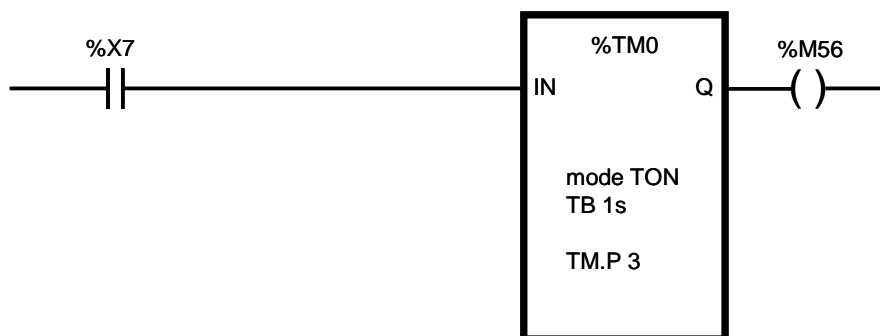 %X7
%TM0
%M56
IN
Q
mode TON
TB 1s
TM.P 3